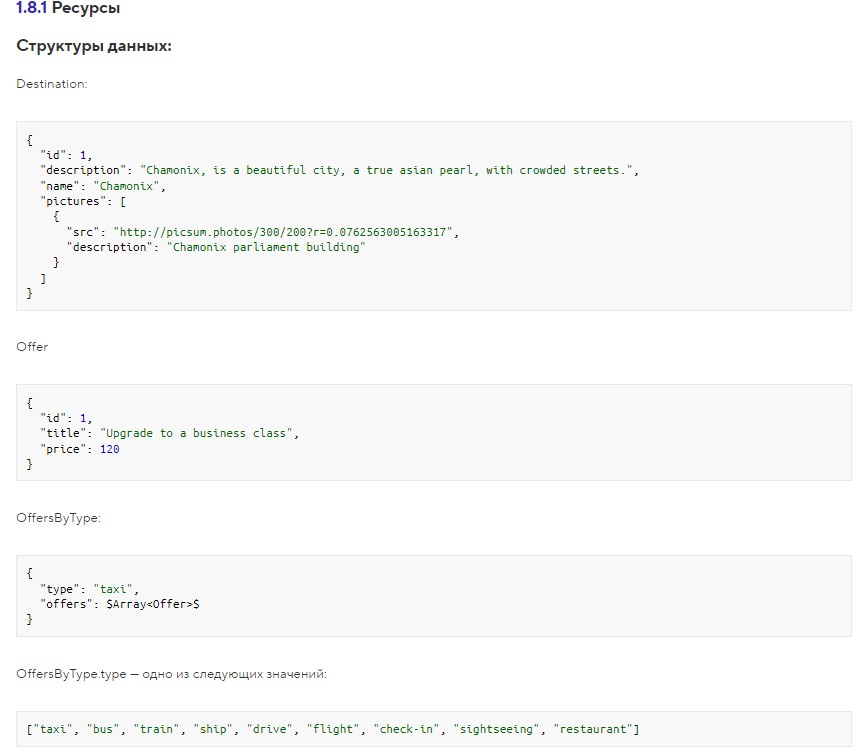 1.8.1 Ресурсы
Структуры данных:
Destination:
{
  "id": 1,
  "description": "Chamonix, is a beautiful city, a true asian pearl, with crowded streets.",
  "name": "Chamonix",
  "pictures": [
    {
      "src": "http://picsum.photos/300/200?r=0.0762563005163317",
      "description": "Chamonix parliament building"
    }
  ]
}
Offer
{
  "id": 1,
  "title": "Upgrade to a business class",
  "price": 120
}
OffersByType:
{
  "type": "taxi",
  "offers": $Array<Offer>$
}
OffersByType.type — одно из следующих значений:
["taxi", "bus", "train", "ship", "drive", "flight", "check-in", "sightseeing", "restaurant"]